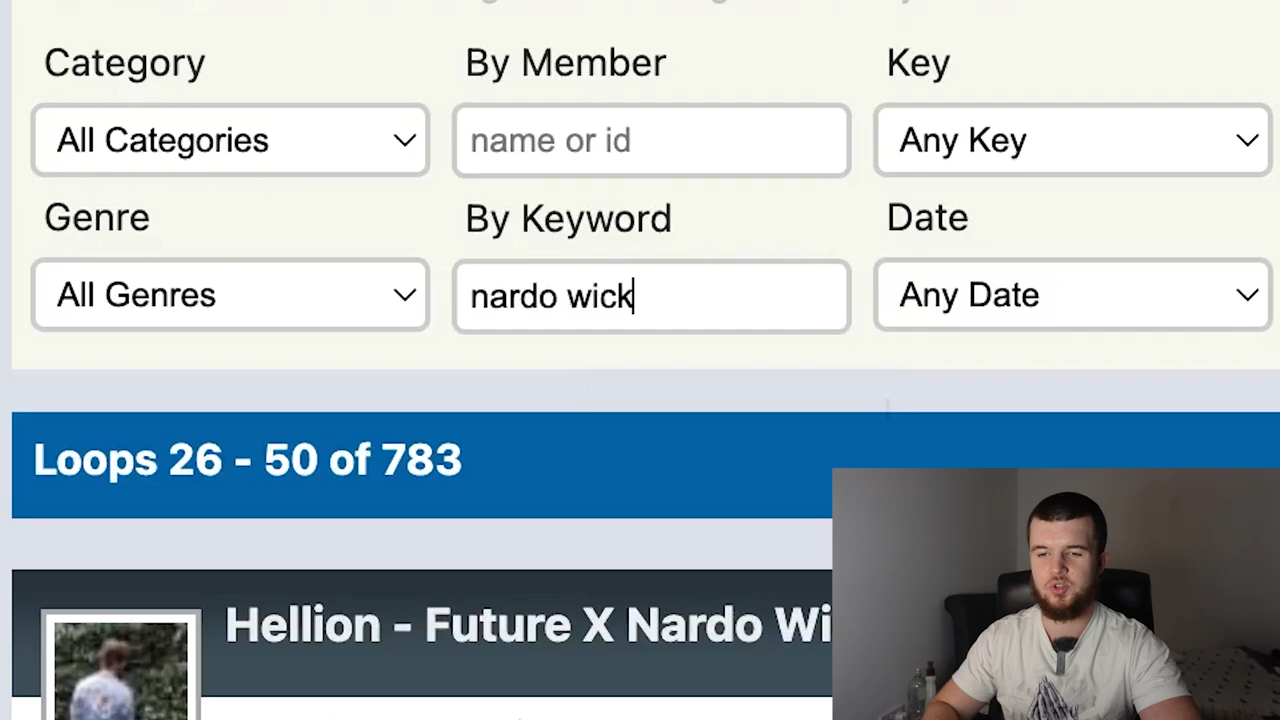 Category
By Member
Key
All Categories
name or id
Any Key
Genre
By Keyword
Date
All Genres
nardo wick
Any Date
Loops 26 - 50 of 783
Hellion - Future X Nardo Wi